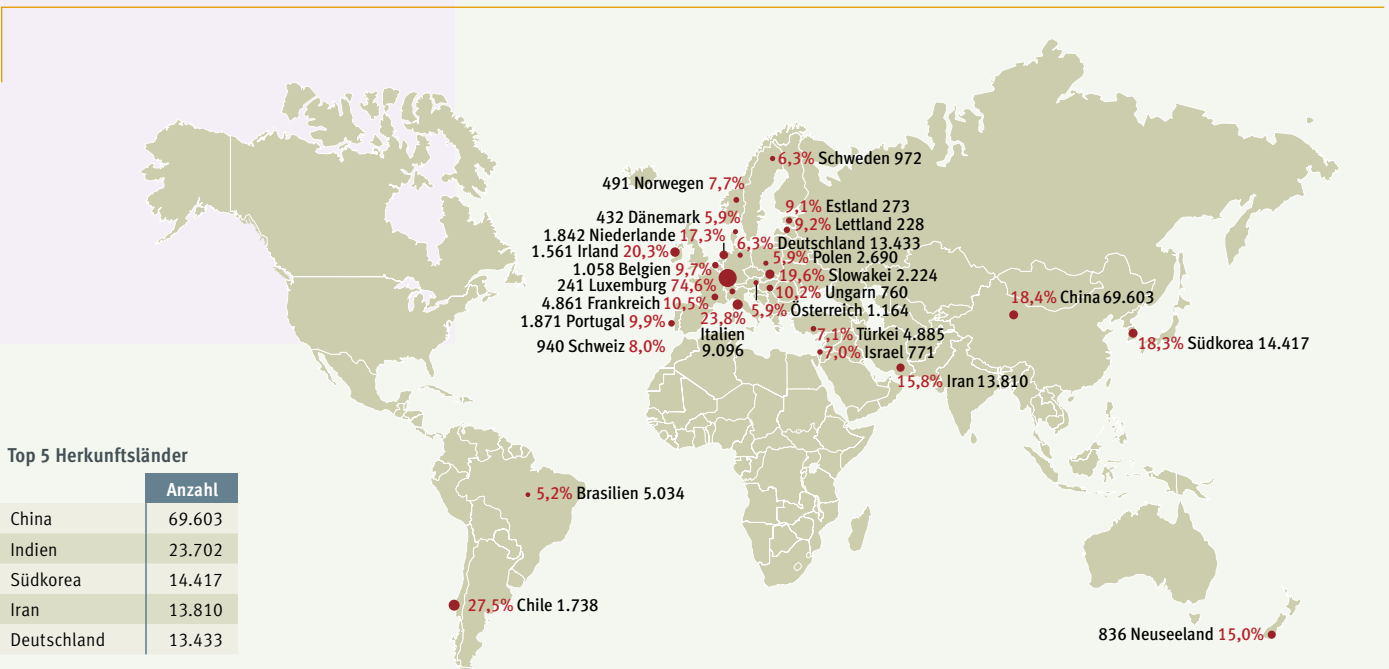 6,3% Schweden 972
491 Norwegen 7,7%
9,1% Estland 273
432 Dänemark 5,9%
9,2% Lettland 228
1.842 Niederlande 17,3%
6,3% Deutschland 13.433
1.561 Irland 20,3%
5,9% Polen 2.690
1.058 Belgien 9,7%
19,6% Slowakei 2.224
241 Luxemburg 74,6%
10,2% Ungarn 760
4.861 Frankreich 10,5%
5,9% Österreich 1.164
1.871 Portugal 9,9%
23,8%
Italien
9.096
940 Schweiz 8,0%
7,1% Türkei 4.885
7,0% Israel 771
15,8% Iran 13.810
18,4% China 69.603
18,3% Südkorea 14.417
Top 5 Herkunftsländer
Anzahl
China 69.603
Indien 23.702
Südkorea 14.417
Iran 13.810
Deutschland 13.433
5,2% Brasilien 5.034
27,5% Chile 1.738
836 Neuseeland 15,0%